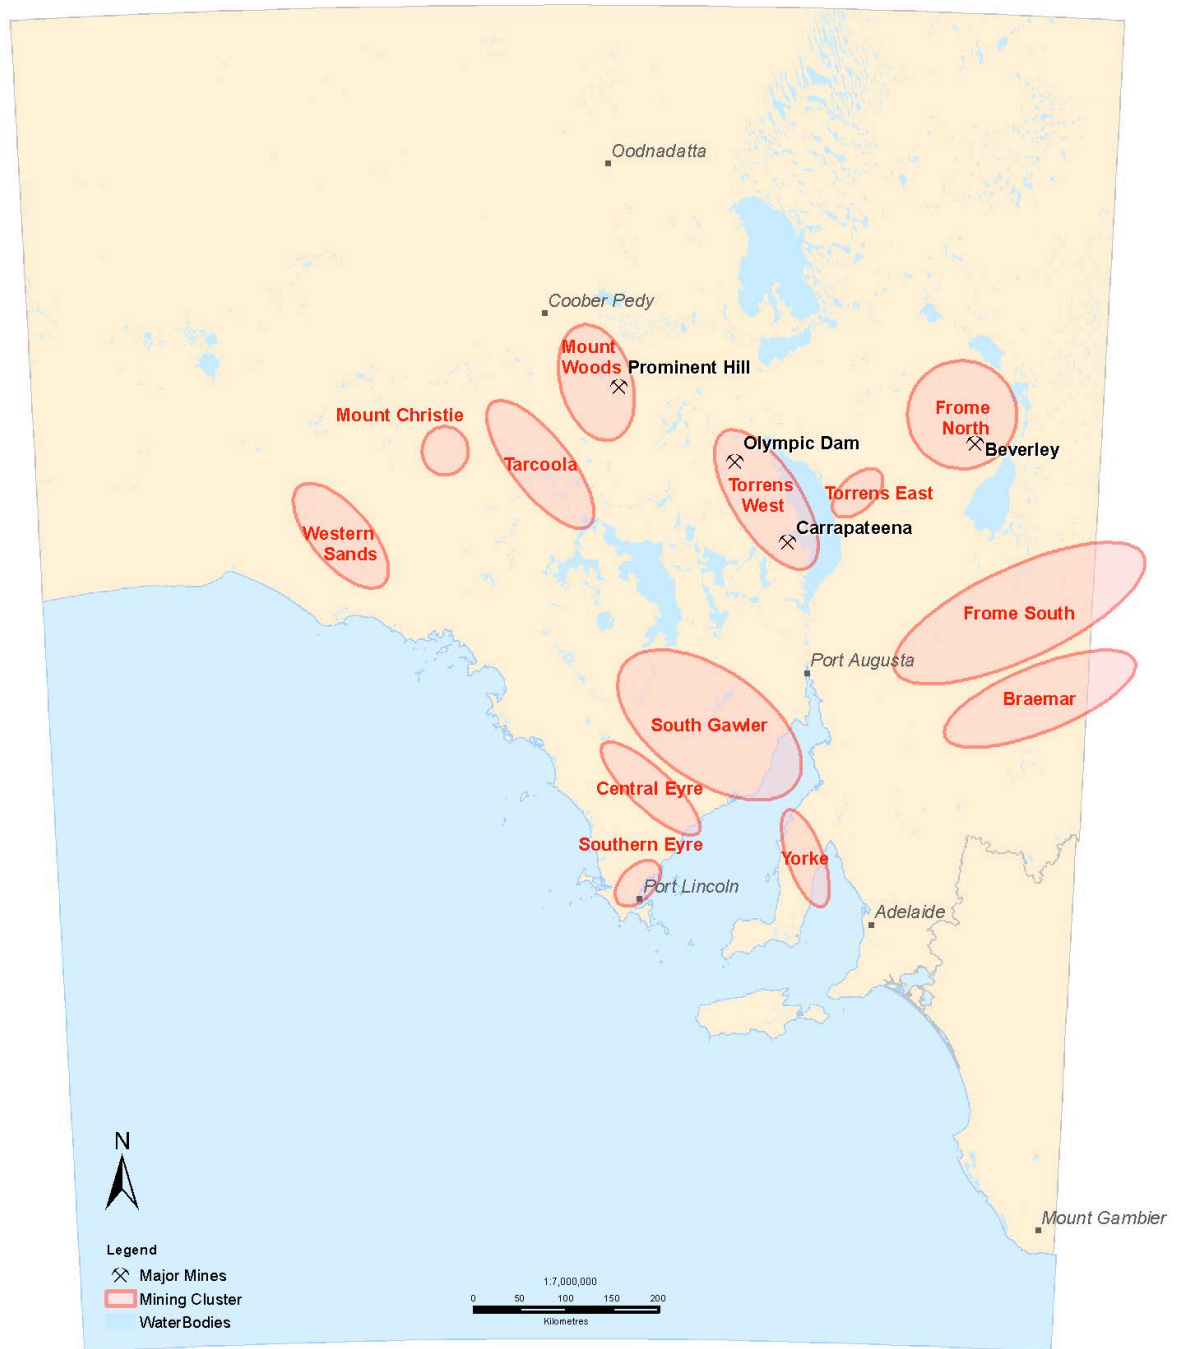 Oodnadatta
Coober Pedy
Mount
Woods
Prominent Hill
Mount Christie
Frome
North
Olympic Dam
Beverley
Tarcoola
Torrens
West
Torrens East
Carrapateena
Western
Sands
Frome South
Port Augusta
Braemar
South Gawler
Central Eyre
Southern Eyre
Yorke
Port Lincoln
Adelaide
N
Mount Gambier
Legend
Major Mines
Mining Cluster
WaterBodies
1:7,000,000
0 50 100 150 200
Kilometres